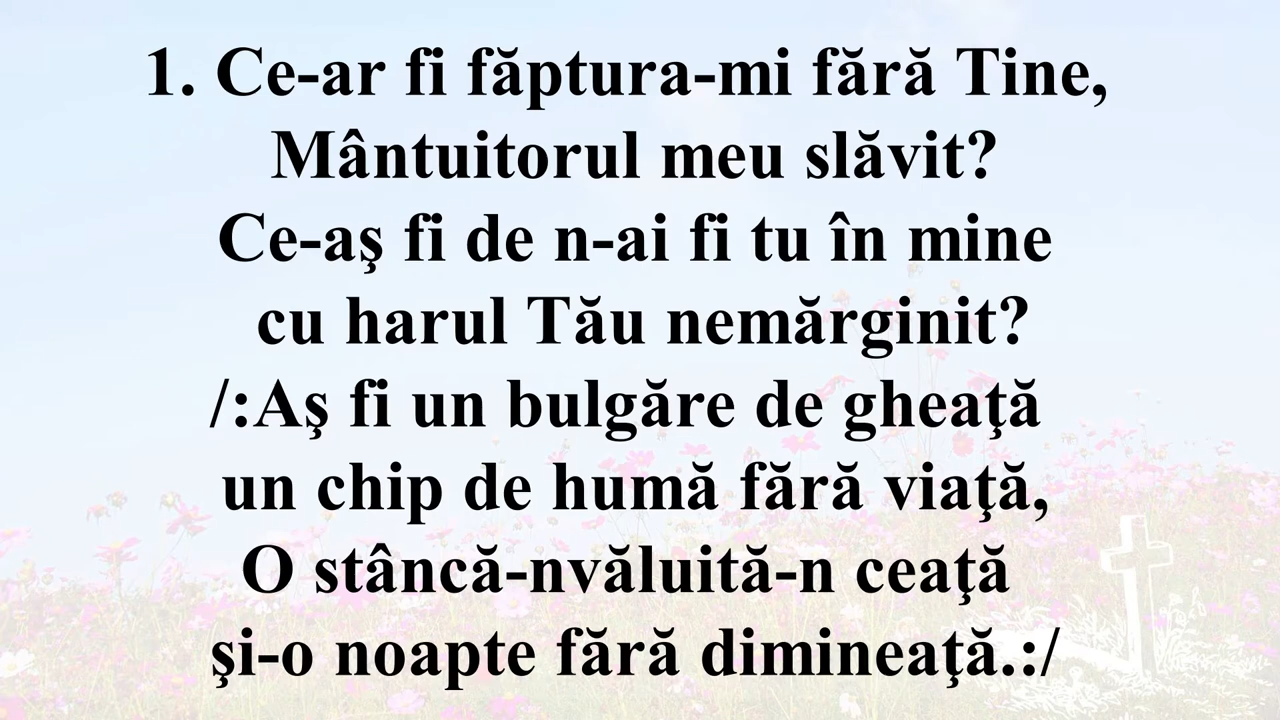 1. Ce-ar fi făptura-mi fără Tine,
Mântuitorul meu slăvit?
Ce-aş fi de n-ai fi tu în mine
cu harul Tău nemărginit?
/:Aş fi un bulgăre de gheaţă
un chip de humă fără viaţă,
O stâncă-nvăluită-n ceaţă
şi-o noapte fără dimineaţă.:/